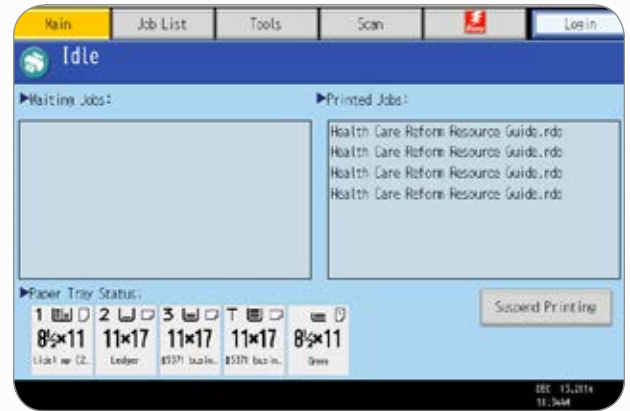 Main
Job List
Tools
Scan
Login
Idle
Waiting Jobs:
Printed Jobs:
Health Care Reform Resource Guide.rdo
Health Care Reform Resource Guide.rdo
Health Care Reform Resource Guide.rdo
Health Care Reform Resource Guide.rdo
Paper Tray Status:
1 2 3 T
8½×11 11×17 11×17 11×17 8½×11
Ledger
Suspend Printing
DEC 15,2014